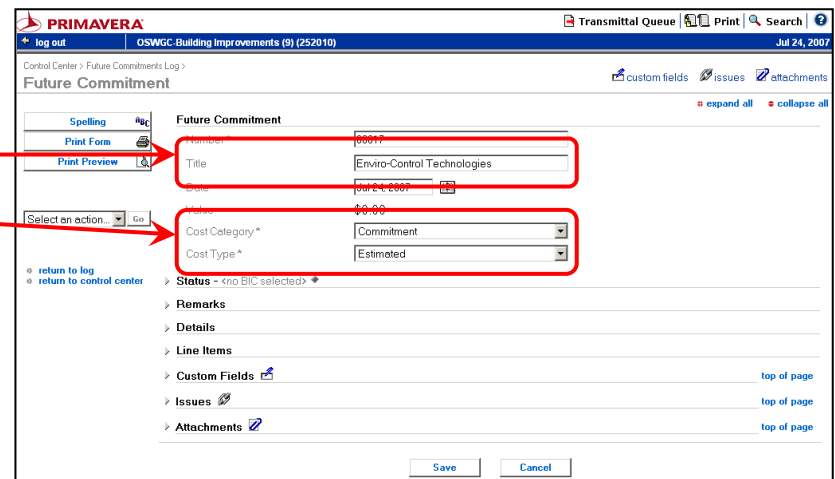 PRIMAVERA
Transmittal Queue Print Search
log out OSWGC-Building Improvements (9) (252010) Jul 24, 2007
Control Center > Future Commitments Log >
Future Commitment
custom fields issues attachments
expand all collapse all
Spelling ABC
Print Form
Print Preview
Select an action... Go
return to log
return to control center
Future Commitment
Number* 00017
Title Enviro-Control Technologies
Date Jul 24, 2007
Value $0.00
Cost Category* Commitment
Cost Type* Estimated
Status - <no BIC selected>
Remarks
Details
Line Items
Custom Fields top of page
Issues top of page
Attachments top of page
Save Cancel